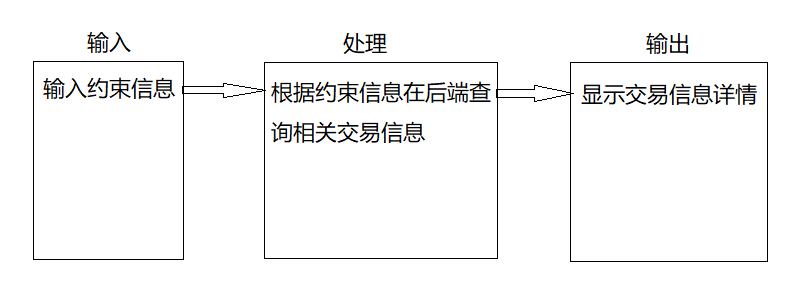 输入
处理
输出
输入约束信息
根据约束信息在后端查
询相关交易信息
显示交易信息详情